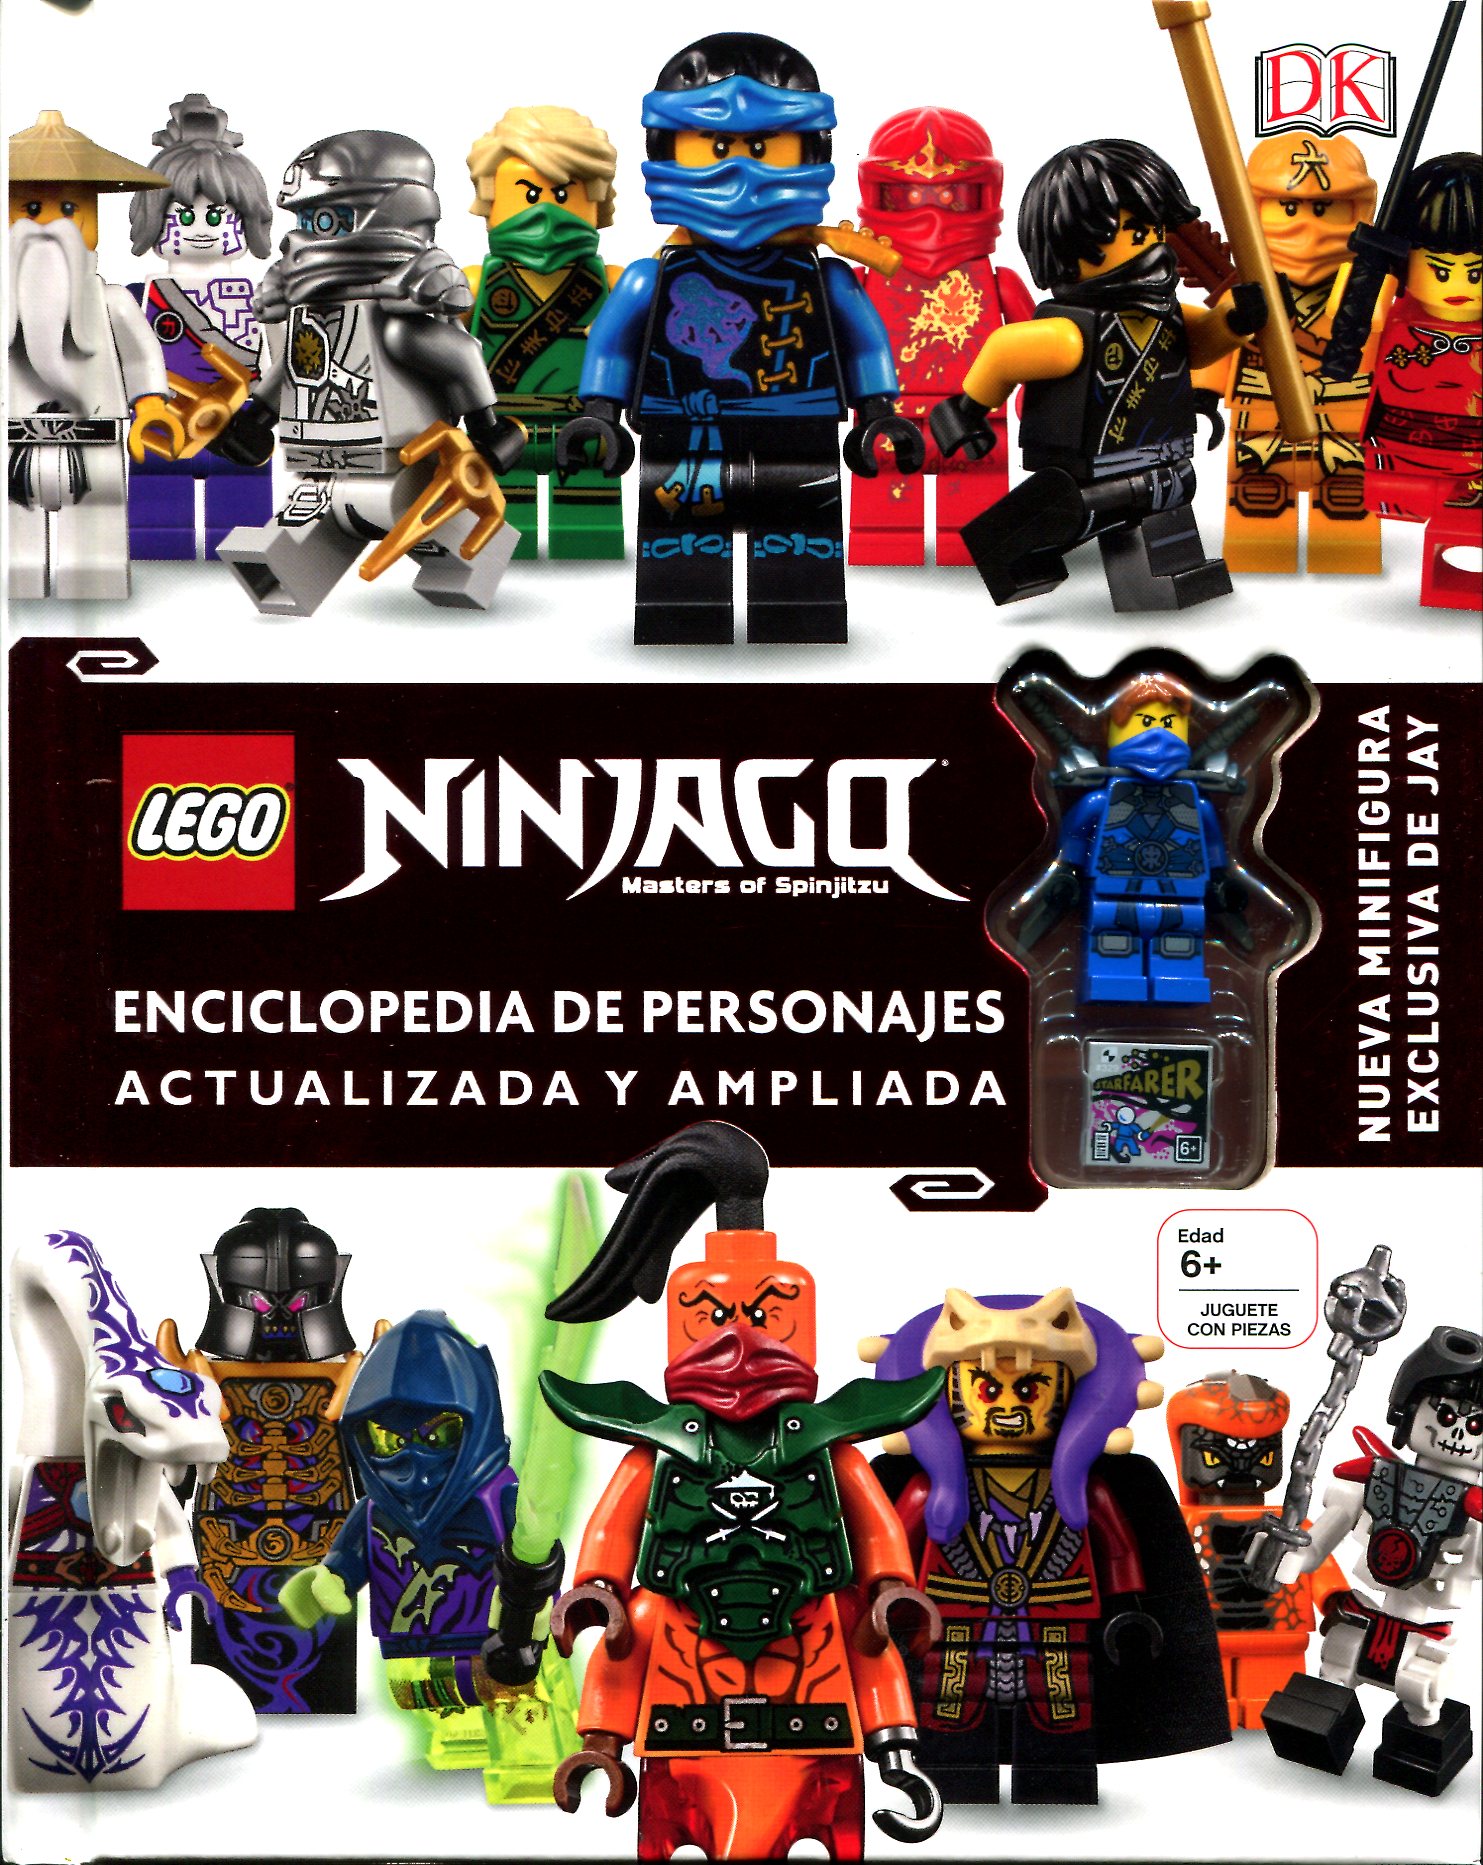 DK
六
LEGO
NINJAGO
Masters of Spinjitzu
ENCICLOPEDIA DE PERSONAJES
ACTUALIZADA Y AMPLIADA
NUEVA MINIFIGURA
EXCLUSIVA DE JAY
STARFARER
6+
Edad
6+
JUGUETE
CON PIEZAS